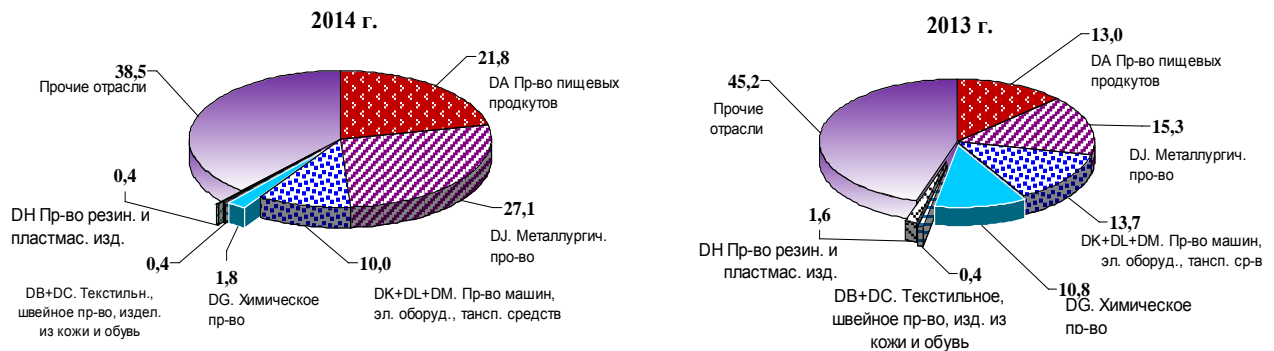 2014 г.
38,5
Прочие отрасли
21,8
DA Пр-во пищевых
продкутов
27,1
DJ. Металлургич.
про-во
10,0
DK+DL+DM. Пр-во машин,
эл. оборуд., тансп. средств
1,8
DG. Химическое
пр-во
0,4
DB+DC. Текстильн.,
швейное пр-во, издел.
из кожи и обувь
0,4
DH Пр-во резин. и
пластмас. изд.
2013 г.
45,2
Прочие
отрасли
13,0
DA Пр-во пищевых
продкутов
15,3
DJ. Металлургич.
про-во
13,7
DK+DL+DM. Пр-во машин,
эл. оборуд., тансп. ср-в
10,8
DG. Химическое
пр-во
0,4
DB+DC. Текстильное,
швейное пр-во, изд. из
кожи и обувь
1,6
DH Пр-во резин. и
пластмас. изд.